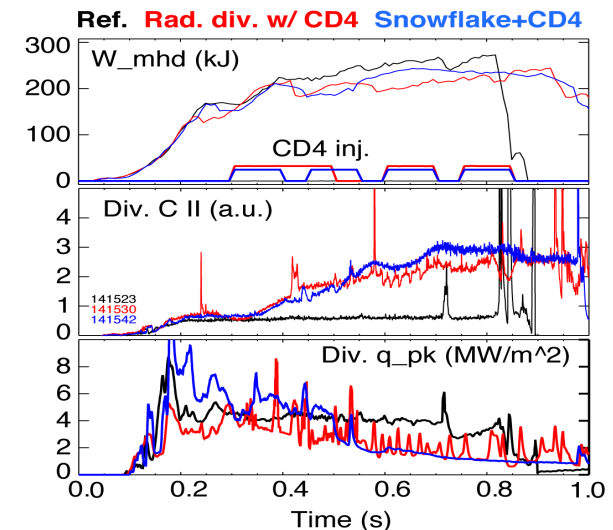 Ref. Rad. div. w/ CD4 Snowflake+CD4
300
W_mhd (kJ)
200
100
CD4 inj.
0
4
Div. C II (a.u.)
3
2
1
141523
141530
141542
0
8
Div. q_pk (MW/m^2)
6
4
2
0
0.0 0.2 0.4 0.6 0.8 1.0
Time (s)